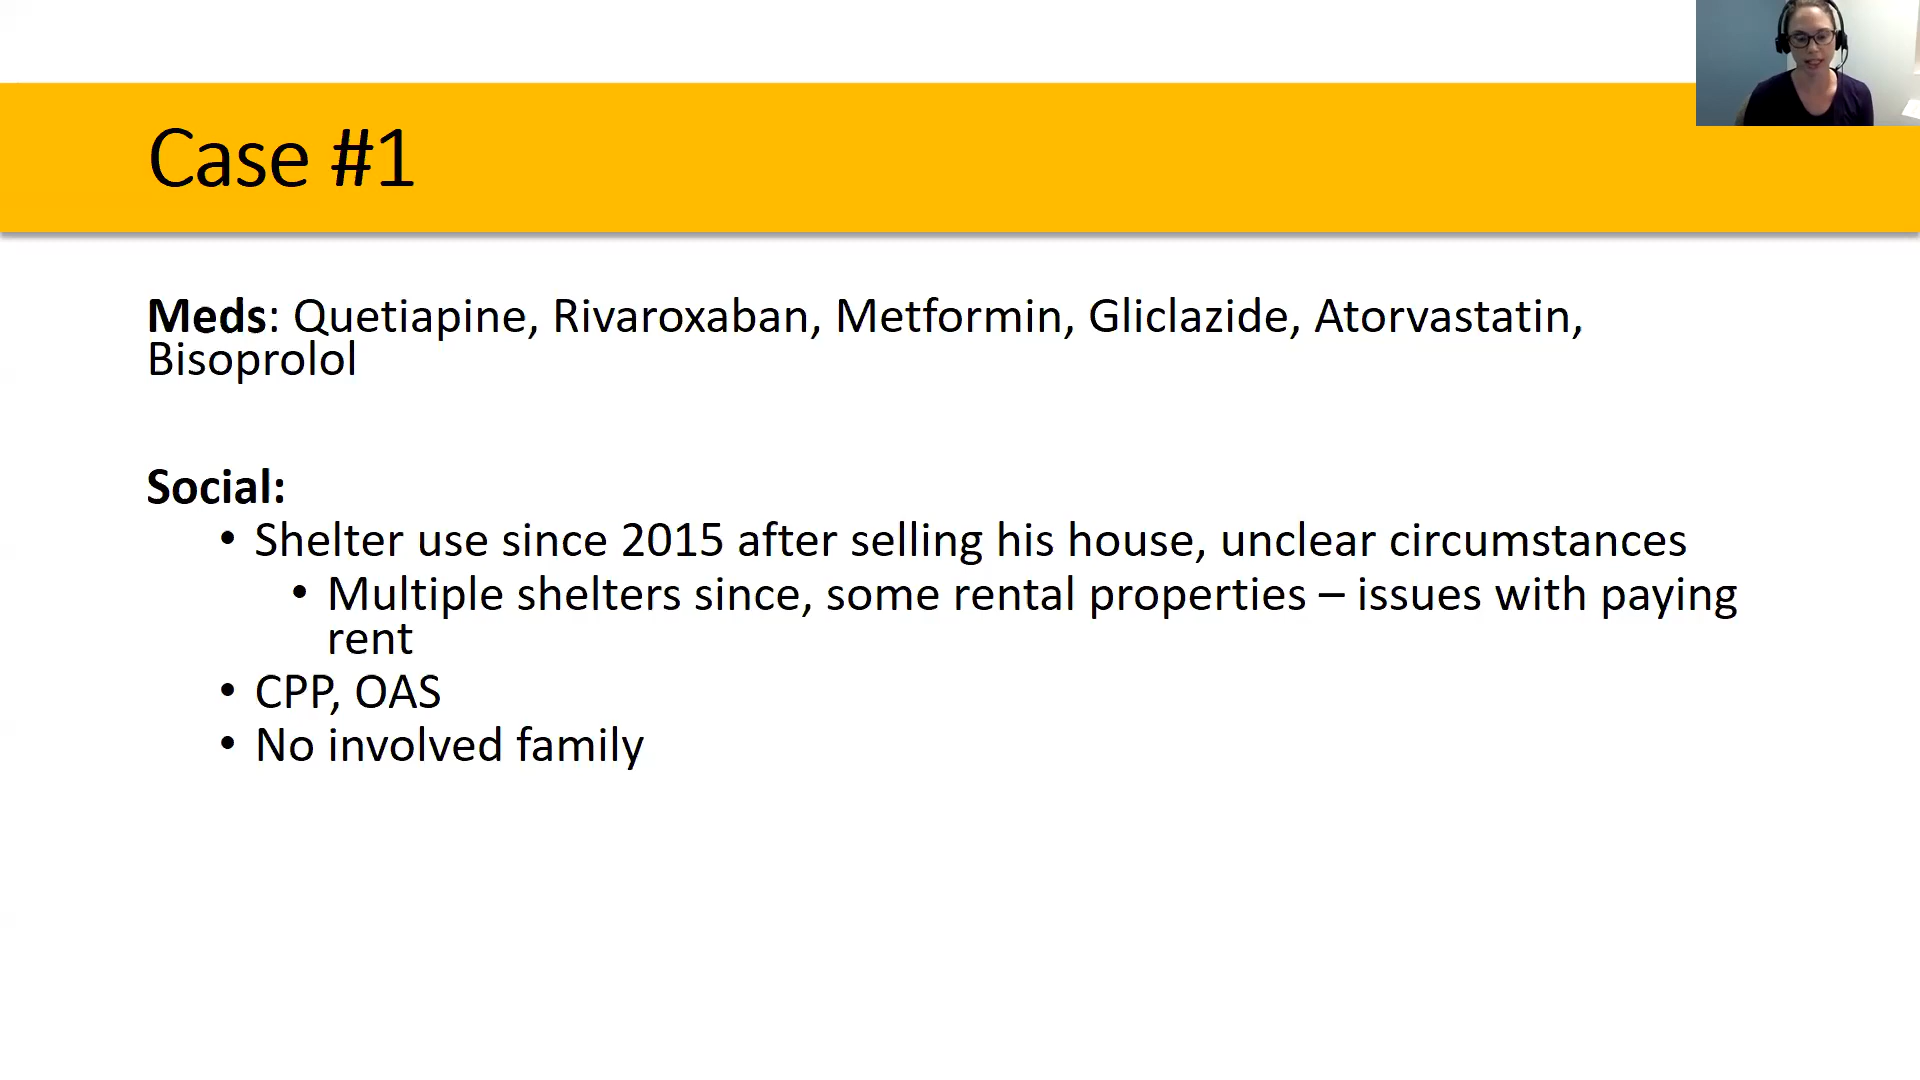 Case #1
Meds: Quetiapine, Rivaroxaban, Metformin, Gliclazide, Atorvastatin,
Bisoprolol
Social:
• Shelter use since 2015 after selling his house, unclear circumstances
• Multiple shelters since, some rental properties – issues with paying
rent
• CPP, OAS
• No involved family